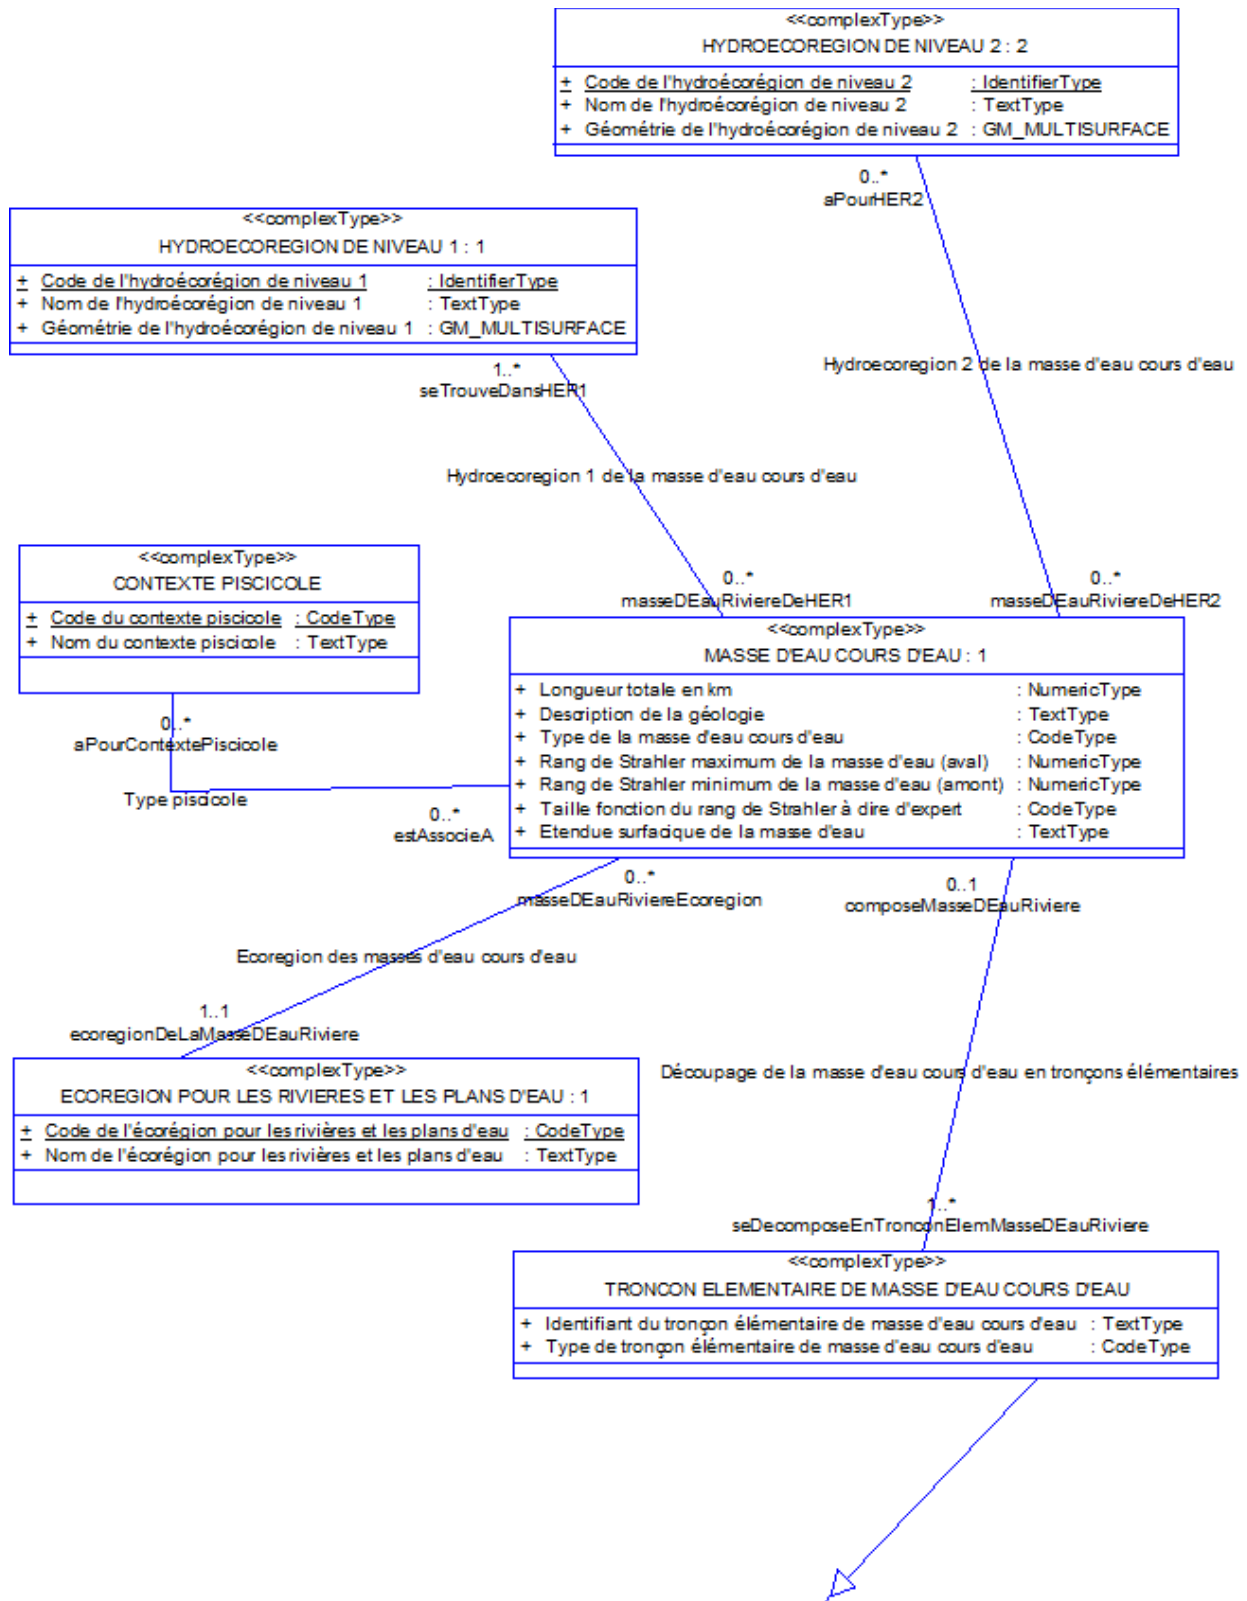 <<complexType>>
HYDROECOREGION DE NIVEAU 2 : 2
+ Code de l'hydroécorégion de niveau 2 : IdentifierType
+ Nom de l'hydroécorégion de niveau 2 : TextType
+ Géométrie de l'hydroécorégion de niveau 2 : GM_MULTISURFACE
0..*
aPourHER2
<<complexType>>
HYDROECOREGION DE NIVEAU 1 : 1
+ Code de l'hydroécorégion de niveau 1 : IdentifierType
+ Nom de l'hydroécorégion de niveau 1 : TextType
+ Géométrie de l'hydroécorégion de niveau 1 : GM_MULTISURFACE
1..*
seTrouveDansHER1
Hydroecoregion 2 de la masse d'eau cours d'eau
Hydroecoregion 1 de la masse d'eau cours d'eau
<<complexType>>
CONTEXTE PISCICOLE
+ Code du contexte piscicole : CodeType
+ Nom du contexte piscicole : TextType
0..*
aPourContextePiscicole
Type piscicole
0..*
masseDEauRiviereDeHER1
0..*
masseDEauRiviereDeHER2
<<complexType>>
MASSE D'EAU COURS D'EAU : 1
+ Longueur totale en km : NumericType
+ Description de la géologie : TextType
+ Type de la masse d'eau cours d'eau : CodeType
+ Rang de Strahler maximum de la masse d'eau (aval) : NumericType
+ Rang de Strahler minimum de la masse d'eau (amont) : NumericType
+ Taille fonction du rang de Strahler à dire d'expert : CodeType
+ Etendue surfacique de la masse d'eau : TextType
0..*
estAssocieA
0..*
masseDEauRiviereEcoregion
0..1
composeMasseDEauRiviere
Ecoregion des masses d'eau cours d'eau
1..1
ecoregionDeLaMasseDEauRiviere
<<complexType>>
ECOREGION POUR LES RIVIERES ET LES PLANS D'EAU : 1
+ Code de l'écorégion pour les rivières et les plans d'eau : CodeType
+ Nom de l'écorégion pour les rivières et les plans d'eau : TextType
Découpage de la masse d'eau cours d'eau en tronçons élémentaires
1..*
seDecomposeEnTronconElemMasseDEauRiviere
<<complexType>>
TRONCON ELEMENTAIRE DE MASSE D'EAU COURS D'EAU
+ Identifiant du tronçon élémentaire de masse d'eau cours d'eau : TextType
+ Type de tronçon élémentaire de masse d'eau cours d'eau : CodeType